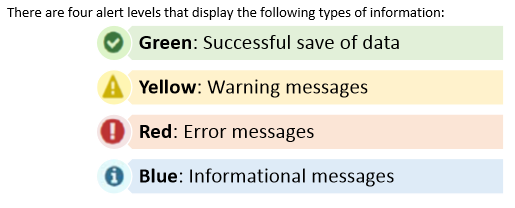 There are four alert levels that display the following types of information:
Green: Successful save of data
Yellow: Warning messages
Red: Error messages
Blue: Informational messages